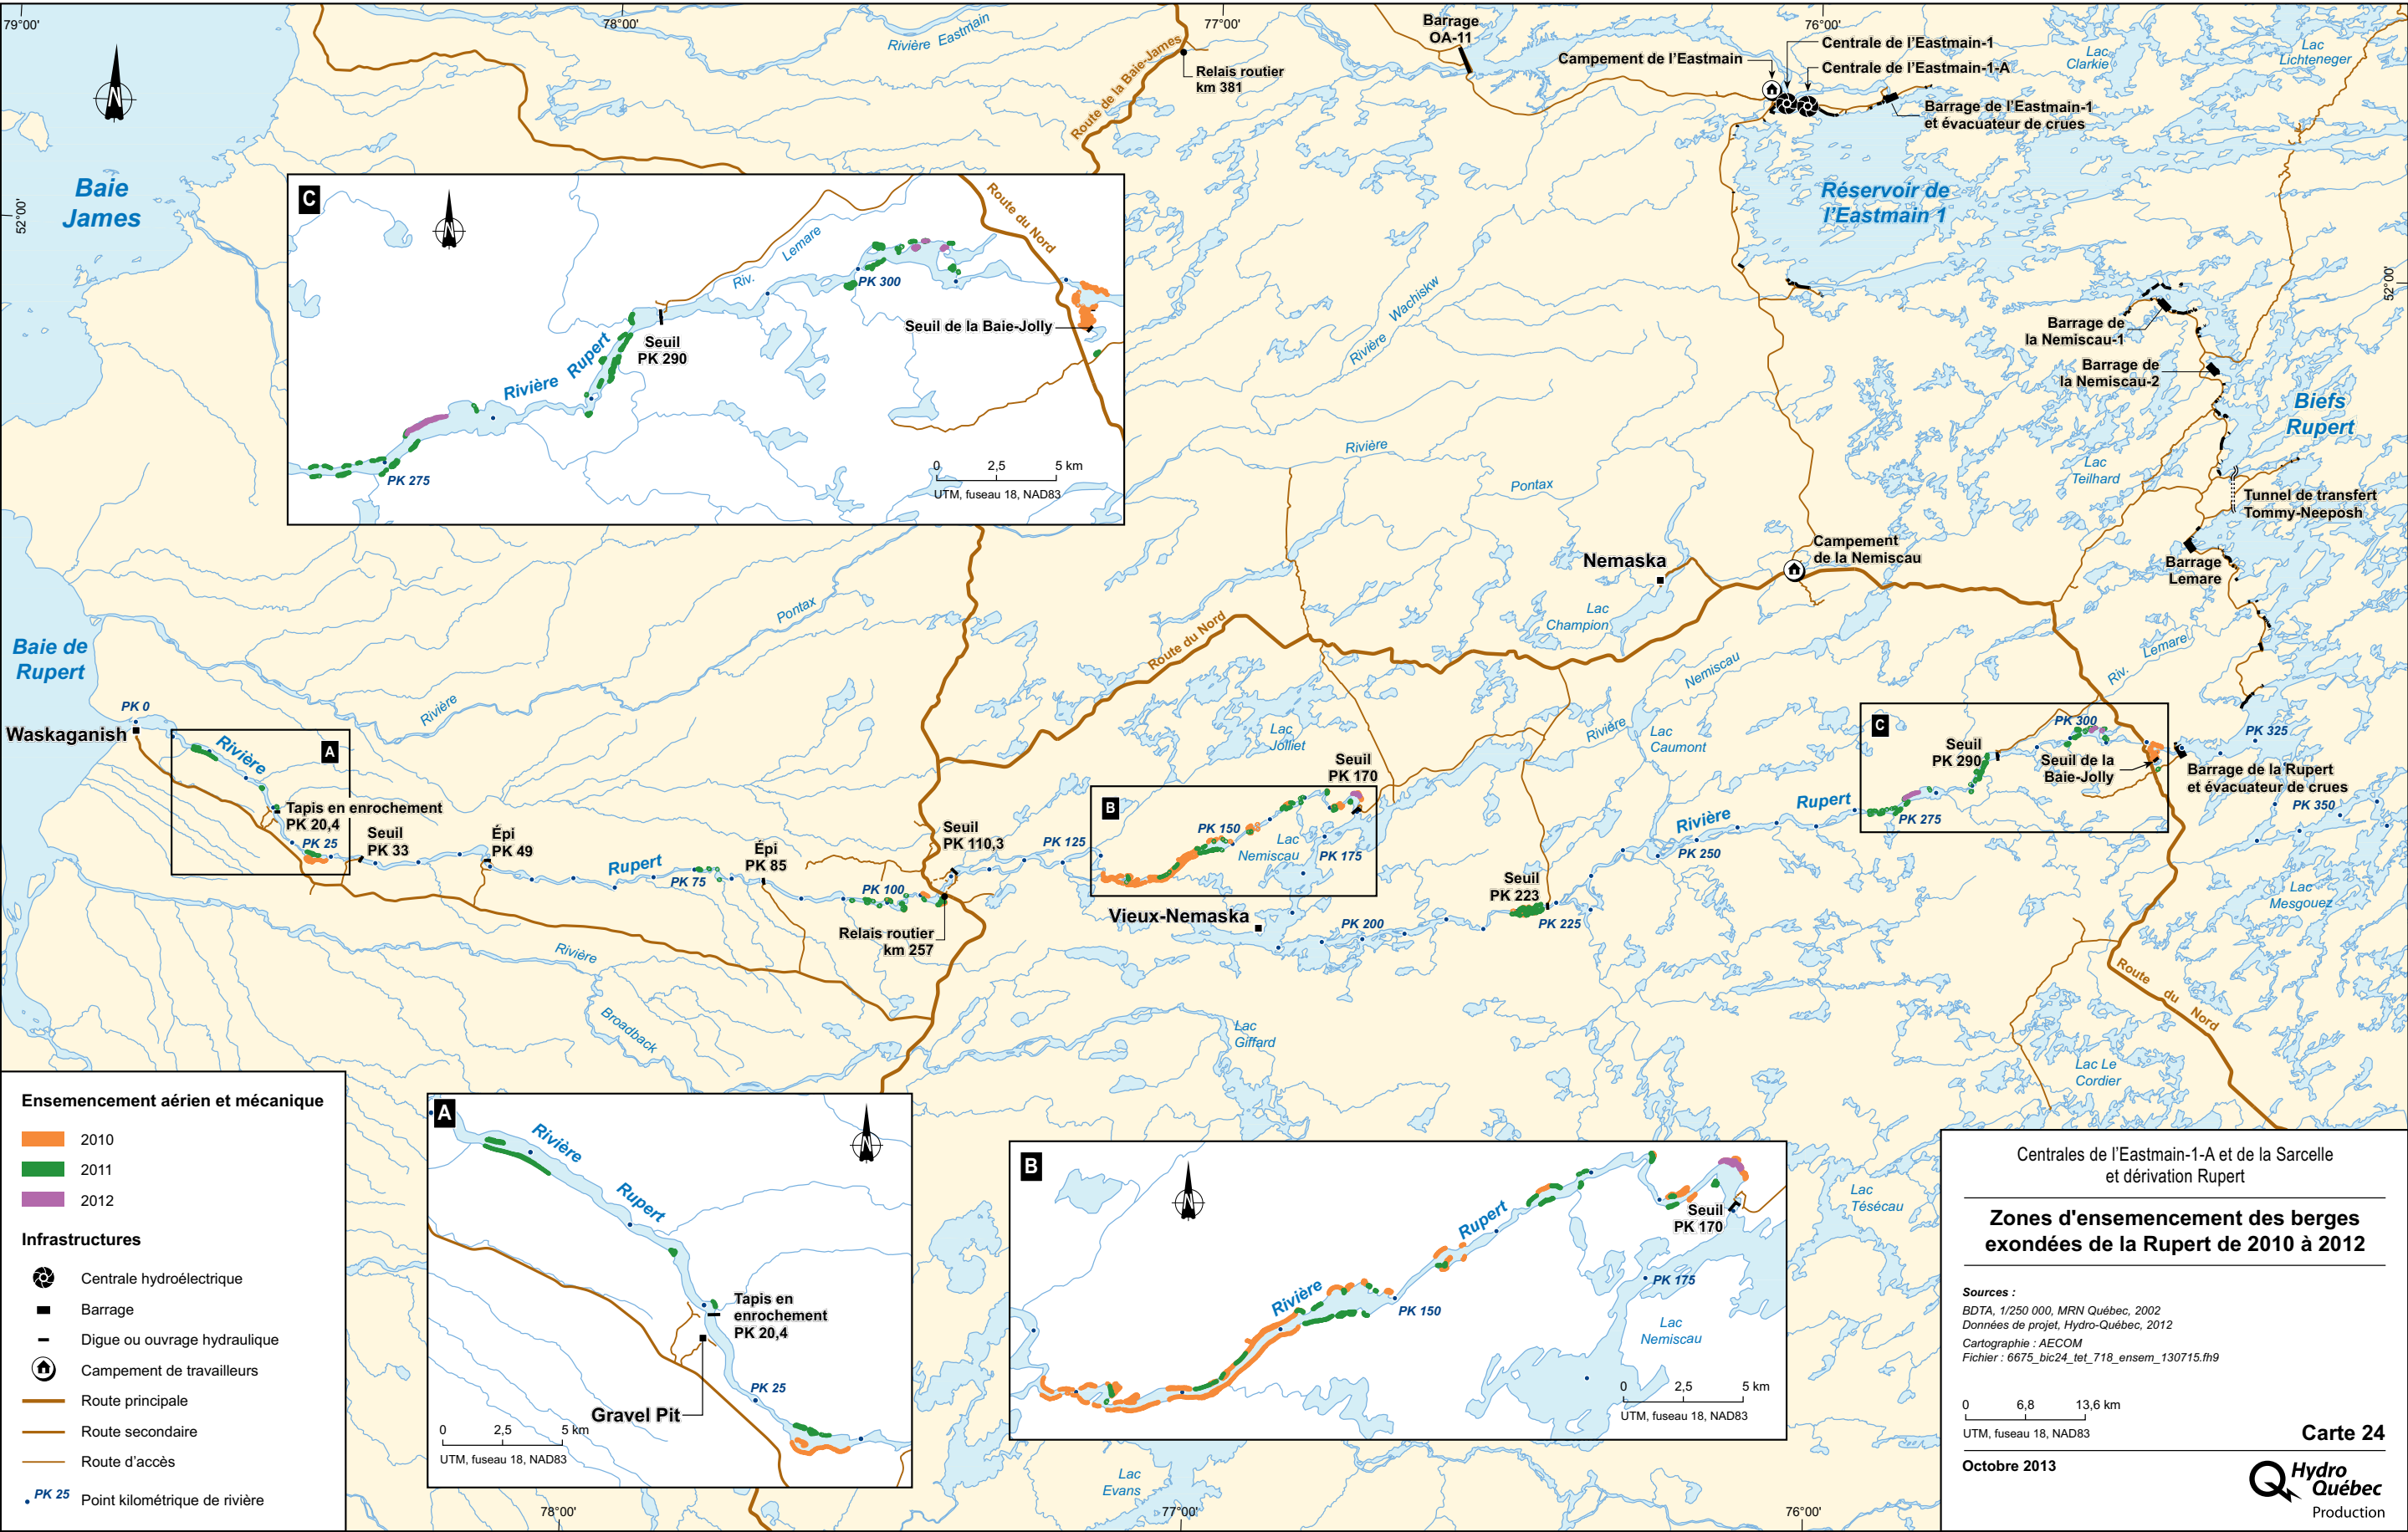 79°00'
78°00'
77°00'
76°00'
52°00'
52°00'
Rivière Eastmain
Route de la Baie-James
Relais routier
km 381
Barrage
OA-11
Campement de l'Eastmain
Centrale de l'Eastmain-1
Centrale de l'Eastmain-1-A
Barrage de l'Eastmain-1
et évacuateur de crues
Lac
Clarkie
Lac
Lichteneger
Baie
James
Réservoir de
l'Eastmain 1
C
Route du Nord
Riv. Lemare
PK 300
Seuil de la Baie-Jolly
Seuil
PK 290
Rivière Rupert
PK 275
0 2,5 5 km
UTM, fuseau 18, NAD83
Rivière Wachiskw
Barrage de
la Nemiscau-1
Barrage de
la Nemiscau-2
Biefs
Rupert
Rivière
Pontax
Lac
Teilhard
Tunnel de transfert
Tommy-Neeposh
Nemaska
Campement
de la Nemiscau
Barrage
Lemare
Lac
Champion
Pontax
Rivière
Route du Nord
Baie de
Rupert
PK 0
Waskaganish
Rivière
A
Tapis en enrochement
PK 20,4
PK 25
Seuil
PK 33
Épi
PK 49
Rupert
PK 75
Épi
PK 85
PK 100
Seuil
PK 110,3
Relais routier
km 257
PK 125
Lac
Jolliet
Seuil
PK 170
B
PK 150
Lac
Nemiscau
PK 175
Vieux-Nemaska
PK 200
Seuil
PK 223
PK 225
Rivière
Nemiscau
Lac
Caumont
PK 250
Rivière Rupert
Riv. Lemare
C
PK 300
Seuil
PK 290
Seuil de la
Baie-Jolly
PK 275
PK 325
Barrage de la Rupert
et évacuateur de crues
PK 350
Lac
Mesgouez
Rivière
Broadback
Lac
Giffard
Route du Nord
Lac Le
Cordier
Lac
Tésécau
Lac
Evans
Ensemencement aérien et mécanique
2010
2011
2012
Infrastructures
Centrale hydroélectrique
Barrage
Digue ou ouvrage hydraulique
Campement de travailleurs
Route principale
Route secondaire
Route d'accès
PK 25 Point kilométrique de rivière
A
Rivière
Rupert
Tapis en
enrochement
PK 20,4
PK 25
Gravel Pit
0 2,5 5 km
UTM, fuseau 18, NAD83
B
Rupert
Rivière
Seuil
PK 170
PK 175
PK 150
Lac
Nemiscau
0 2,5 5 km
UTM, fuseau 18, NAD83
78°00'
77°00'
76°00'
Centrales de l'Eastmain-1-A et de la Sarcelle
et dérivation Rupert
Zones d'ensemencement des berges
exondées de la Rupert de 2010 à 2012
Sources :
BDTA, 1/250 000, MRN Québec, 2002
Données de projet, Hydro-Québec, 2012
Cartographie : AECOM
Fichier : 6675_bic24_tet_718_ensem_130715.fh9
0 6,8 13,6 km
UTM, fuseau 18, NAD83
Carte 24
Octobre 2013
Hydro
Québec
Production